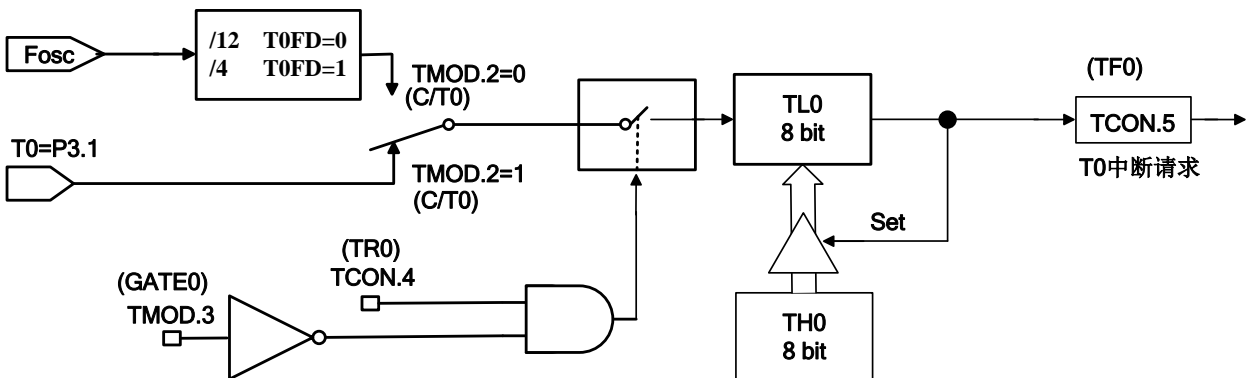 Fosc
/12 T0FD=0
/4 T0FD=1
TMOD.2=0
(C/T0)
T0=P3.1
TMOD.2=1
(C/T0)
TL0
8 bit
(TF0)
TCON.5
T0中断请求
Set
(TR0)
TCON.4
(GATE0)
TMOD.3
TH0
8 bit